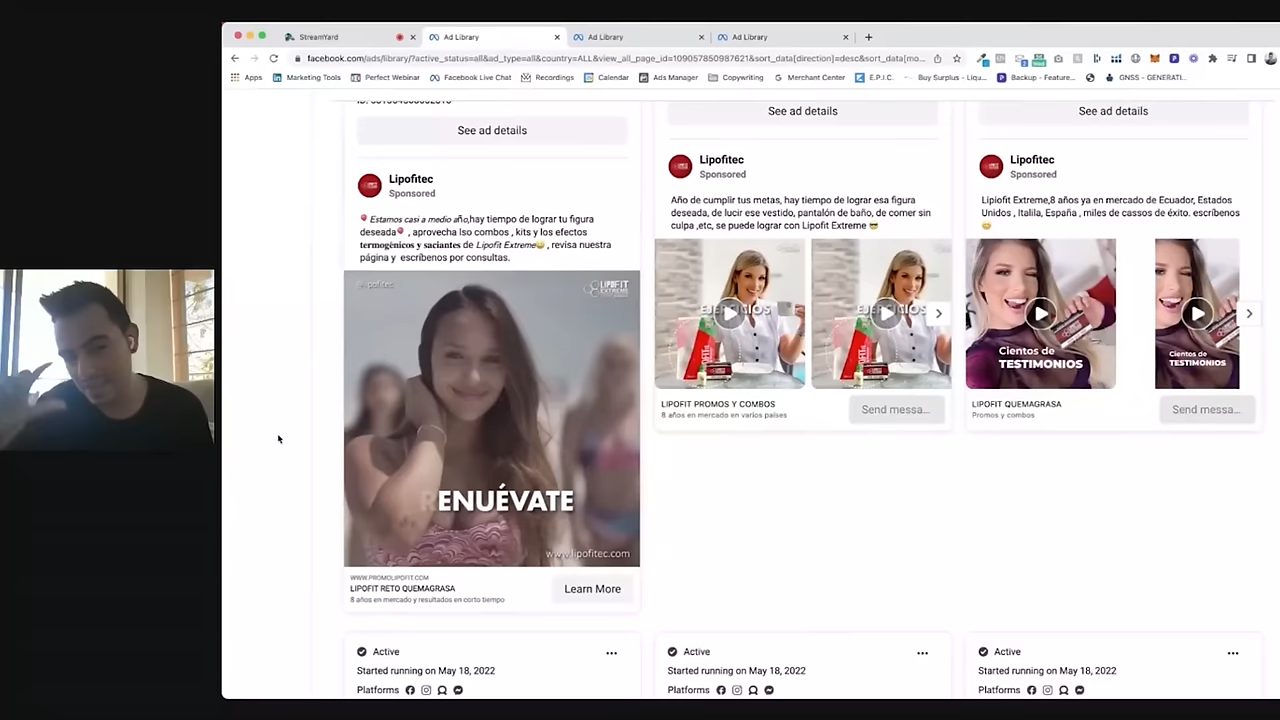 StreamYard
Ad Library
Ad Library
Ad Library
facebook.com/ads/library/?active_status=all&ad_type=all&country=ALL&view_all_page_id=109057850987621&sort_data[direction]=desc&sort_data[mo...
Apps
Marketing Tools
Perfect Webinar
Facebook Live Chat
Recordings
Calendar
Ads Manager
Copywriting
Merchant Center
E.P.I.C.
Buy Surplus - Liqu...
Backup - Feature...
GNSS - GENERATI...
See ad details
Lipofitec
Sponsored
Estamos casi a medio año,hay tiempo de lograr tu figura
deseada , aprovecha lso combos , kits y los efectos
termogénicos y saciantes de Lipofit Extreme , revisa nuestra
página y escríbenos por consultas.
LIPOFIT
EXTREME
RENUÉVATE
www.lipofitec.com
WWW.PROMOLIPOFIT.COM
LIPOFIT RETO QUEMAGRASA
8 años en mercado y resultados en corto tiempo
Learn More
Active
Started running on May 18, 2022
Platforms
See ad details
Lipofitec
Sponsored
Año de cumplir tus metas, hay tiempo de lograr esa figura
deseada, de lucir ese vestido, pantalón de baño, de comer sin
culpa ,etc, se puede lograr con Lipofit Extreme
EJERCICIOS
LIPOFIT PROMOS Y COMBOS
8 años en mercado en varios países
Send messa...
Active
Started running on May 18, 2022
Platforms
See ad details
Lipofitec
Sponsored
Lipiofit Extreme,8 años ya en mercado de Ecuador, Estados
Unidos , Italila, España , miles de cassos de éxito. escríbenos
Cientos de
TESTIMONIOS
Cientos de
TESTIMONIOS
LIPOFIT QUEMAGRASA
Promos y combos
Send messa...
Active
Started running on May 18, 2022
Platforms